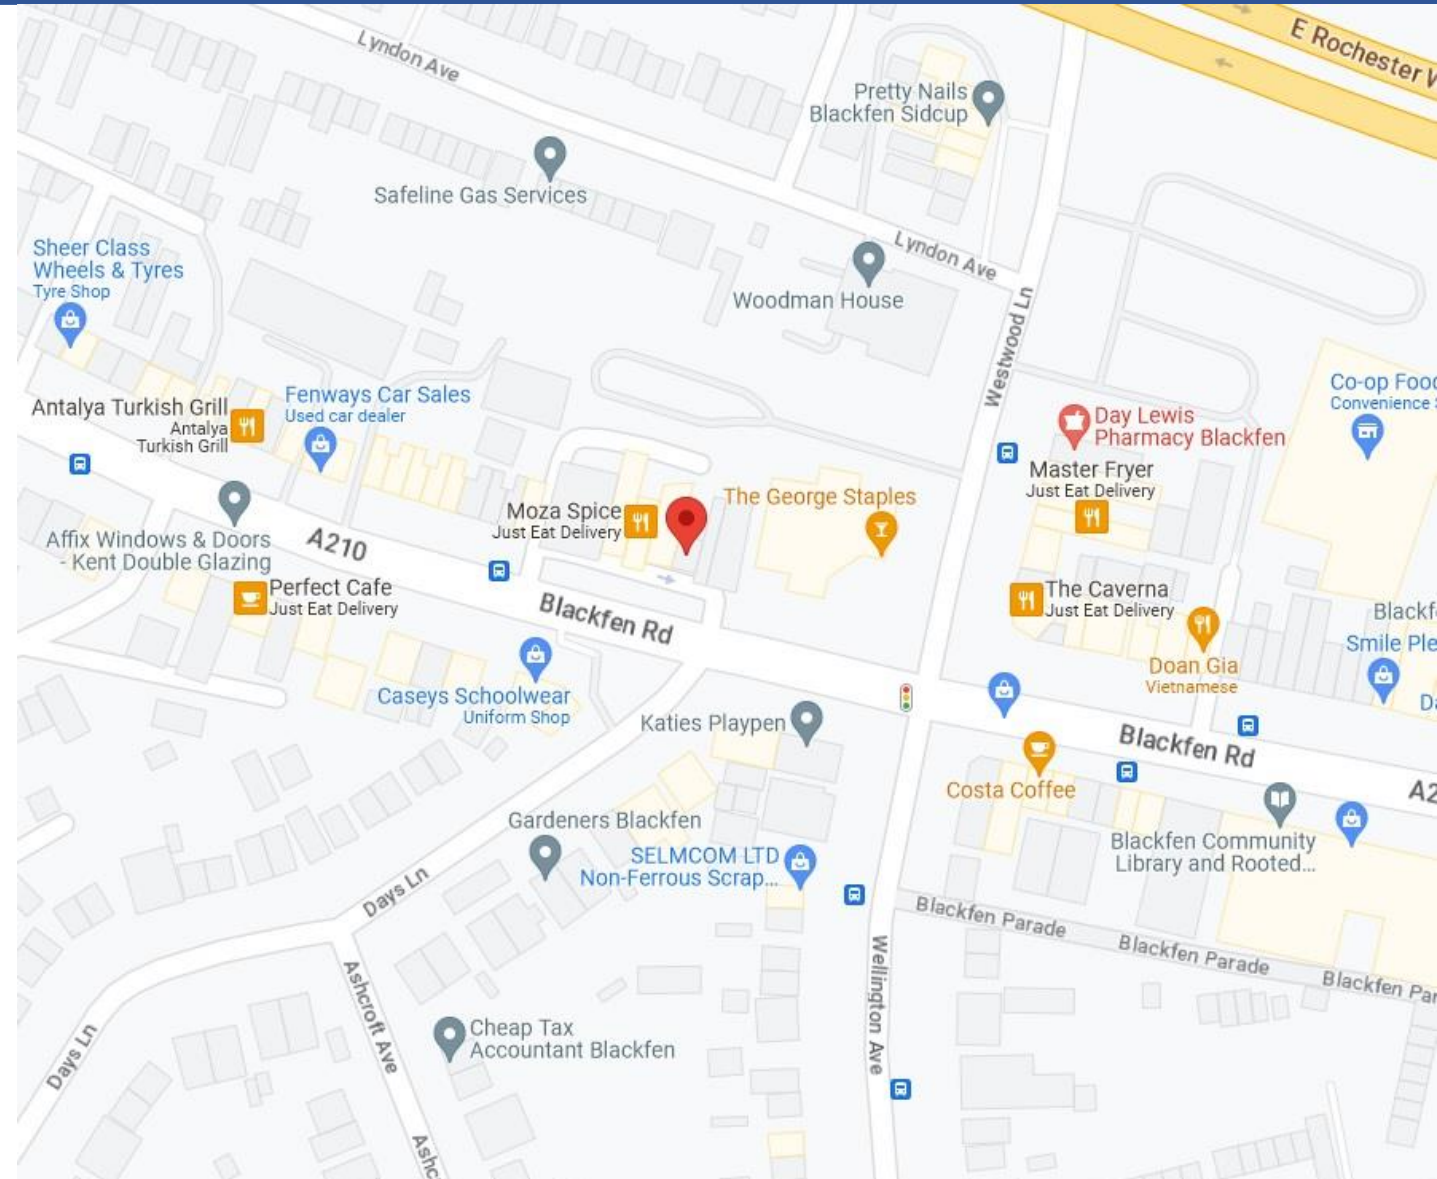 Lyndon Ave
E Rochester W
Pretty Nails
Blackfen Sidcup
Safeline Gas Services
Lyndon Ave
Sheer Class
Wheels & Tyres
Tyre Shop
Woodman House
Westwood Ln
Fenways Car Sales
Used car dealer
Co-op Food
Convenience S
Antalya Turkish Grill
Antalya
Turkish Grill
Day Lewis
Pharmacy Blackfen
Master Fryer
Just Eat Delivery
The George Staples
Moza Spice
Just Eat Delivery
A210
Affix Windows & Doors
- Kent Double Glazing
Perfect Cafe
Just Eat Delivery
Blackfen Rd
The Caverna
Just Eat Delivery
Blackf
Smile Ple
Doan Gia
Vietnamese
Da
Caseys Schoolwear
Uniform Shop
Katies Playpen
Blackfen Rd
Costa Coffee
A2
Gardeners Blackfen
Blackfen Community
Library and Rooted...
SELMCOM LTD
Non-Ferrous Scrap...
Days Ln
Blackfen Parade
Blackfen Parade
Blackfen Par
Wellington Ave
Ashcroft Ave
Cheap Tax
Accountant Blackfen
Days Ln
Ashc